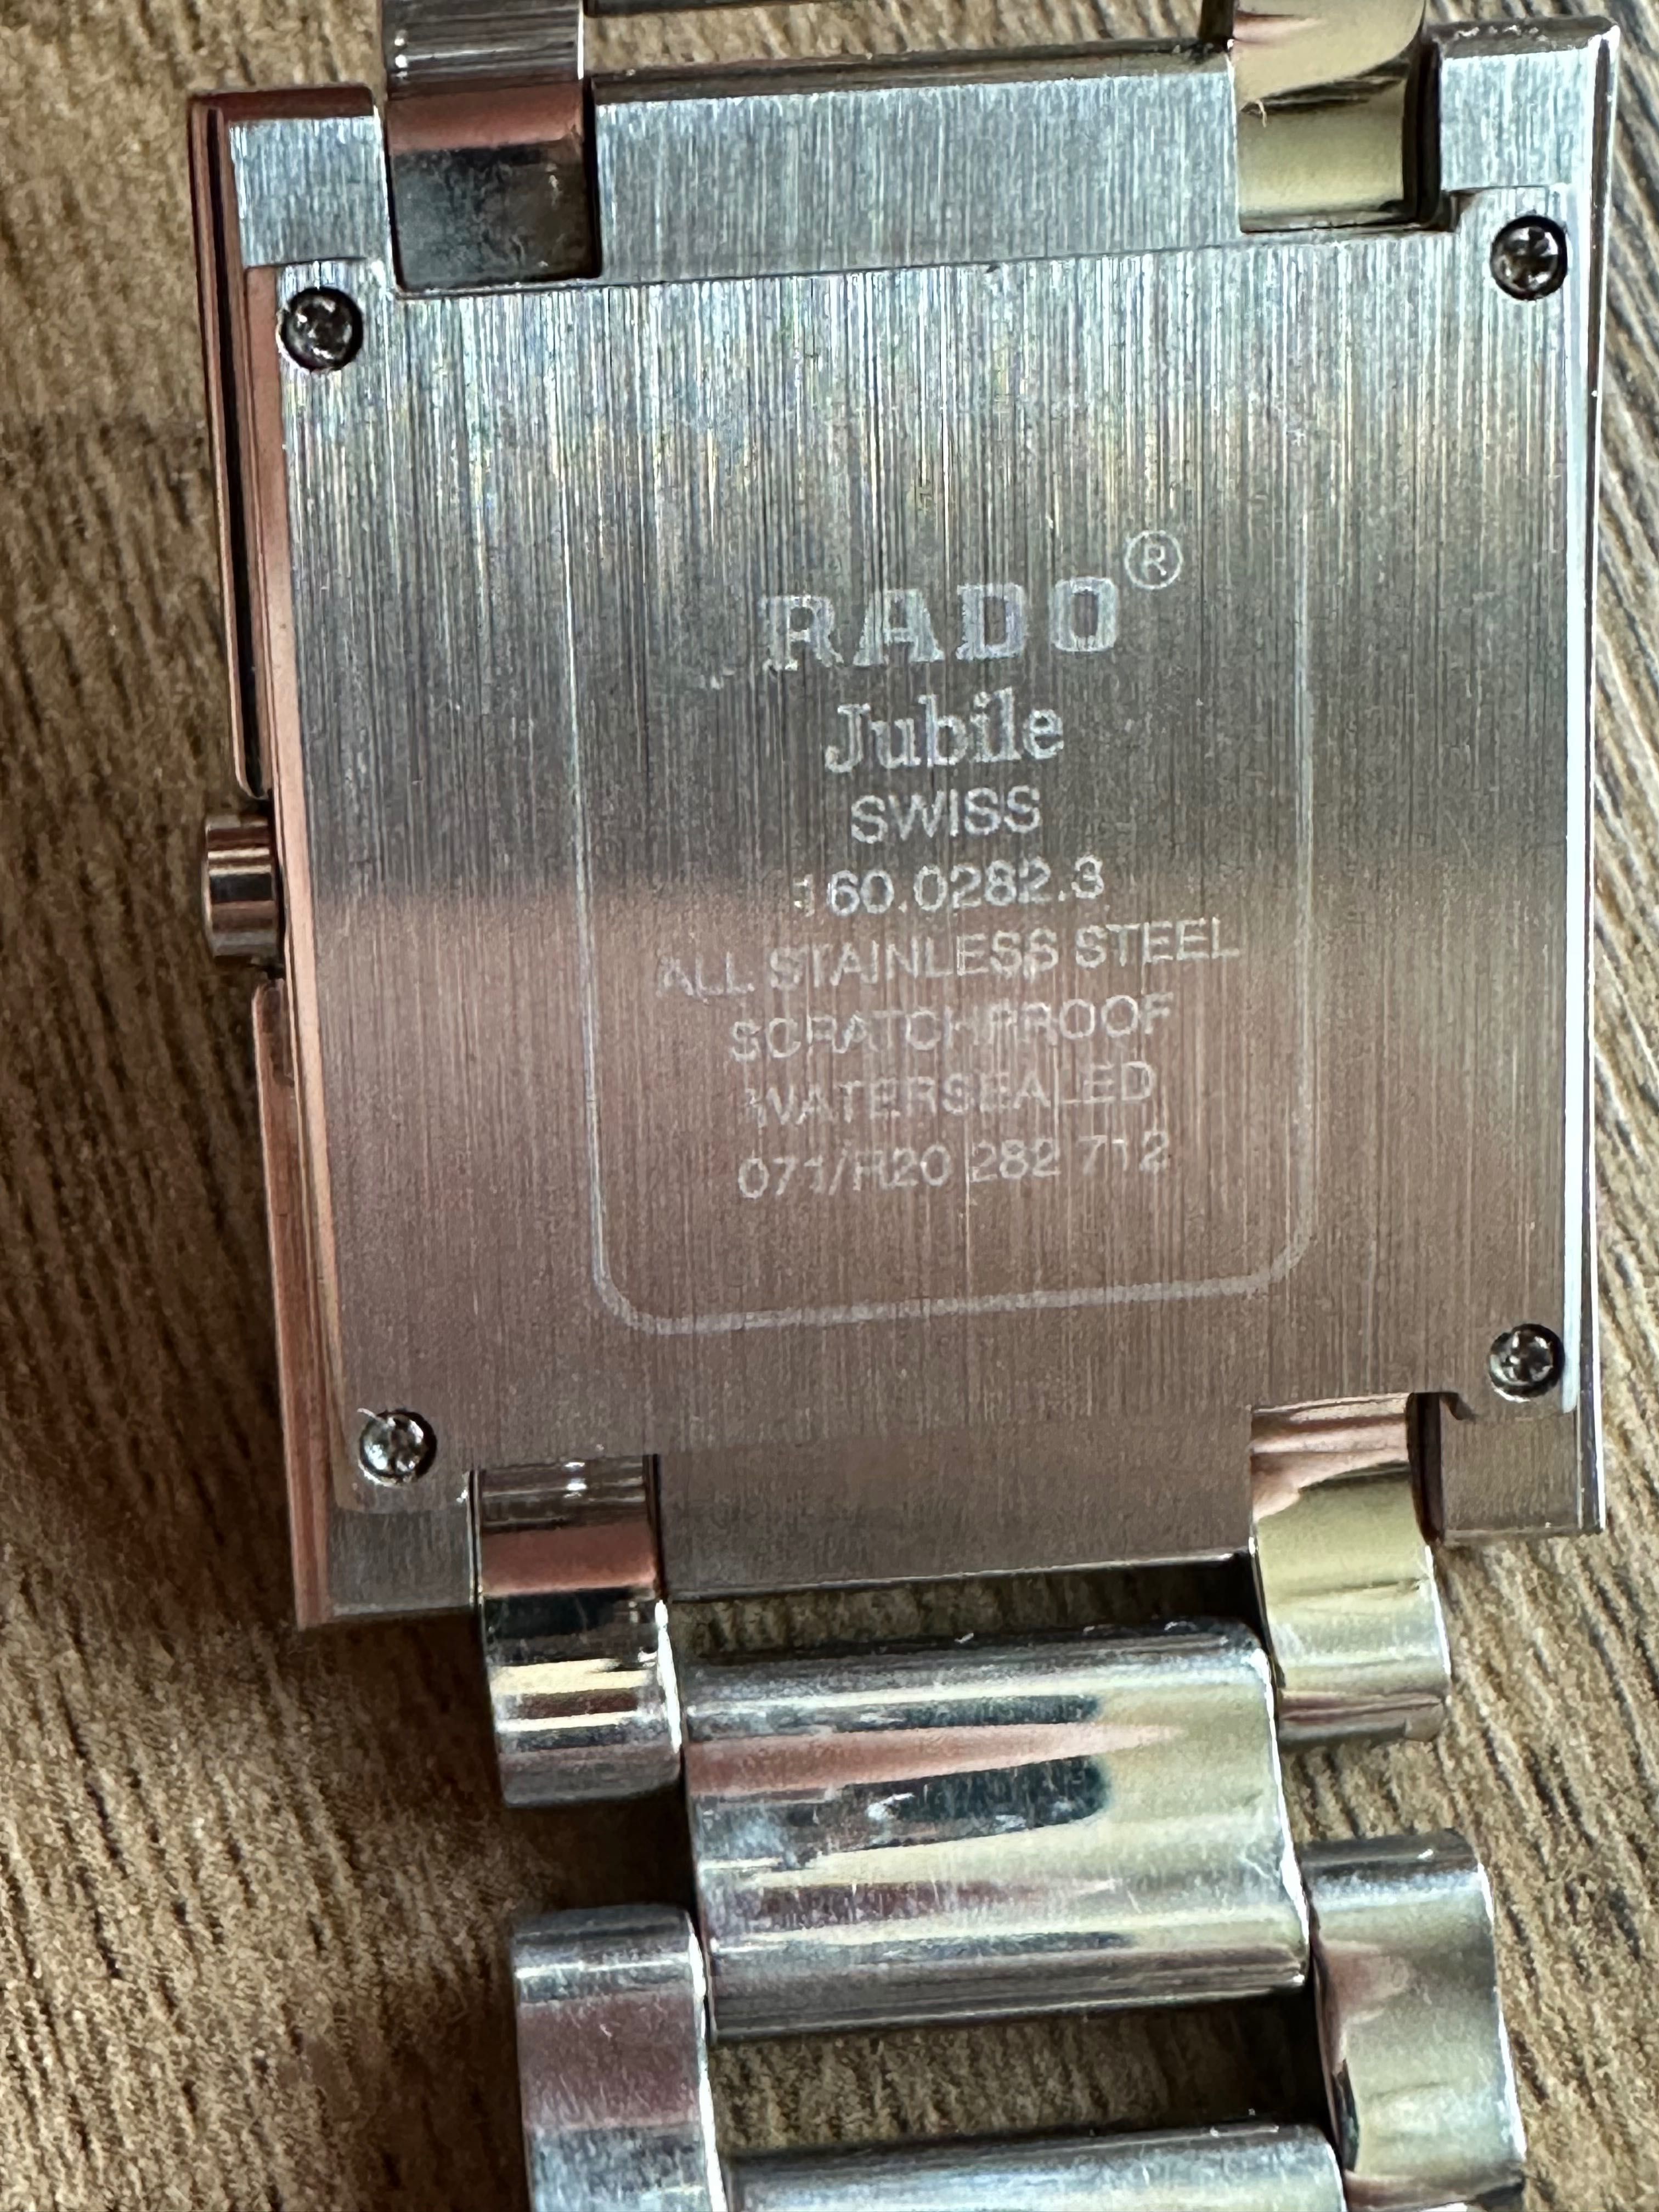 RADO®
Jubile
SWISS
160.0282.3
ALL STAINLESS STEEL
SCRATCHPROOF
WATERSEALED
071/R20 282 712